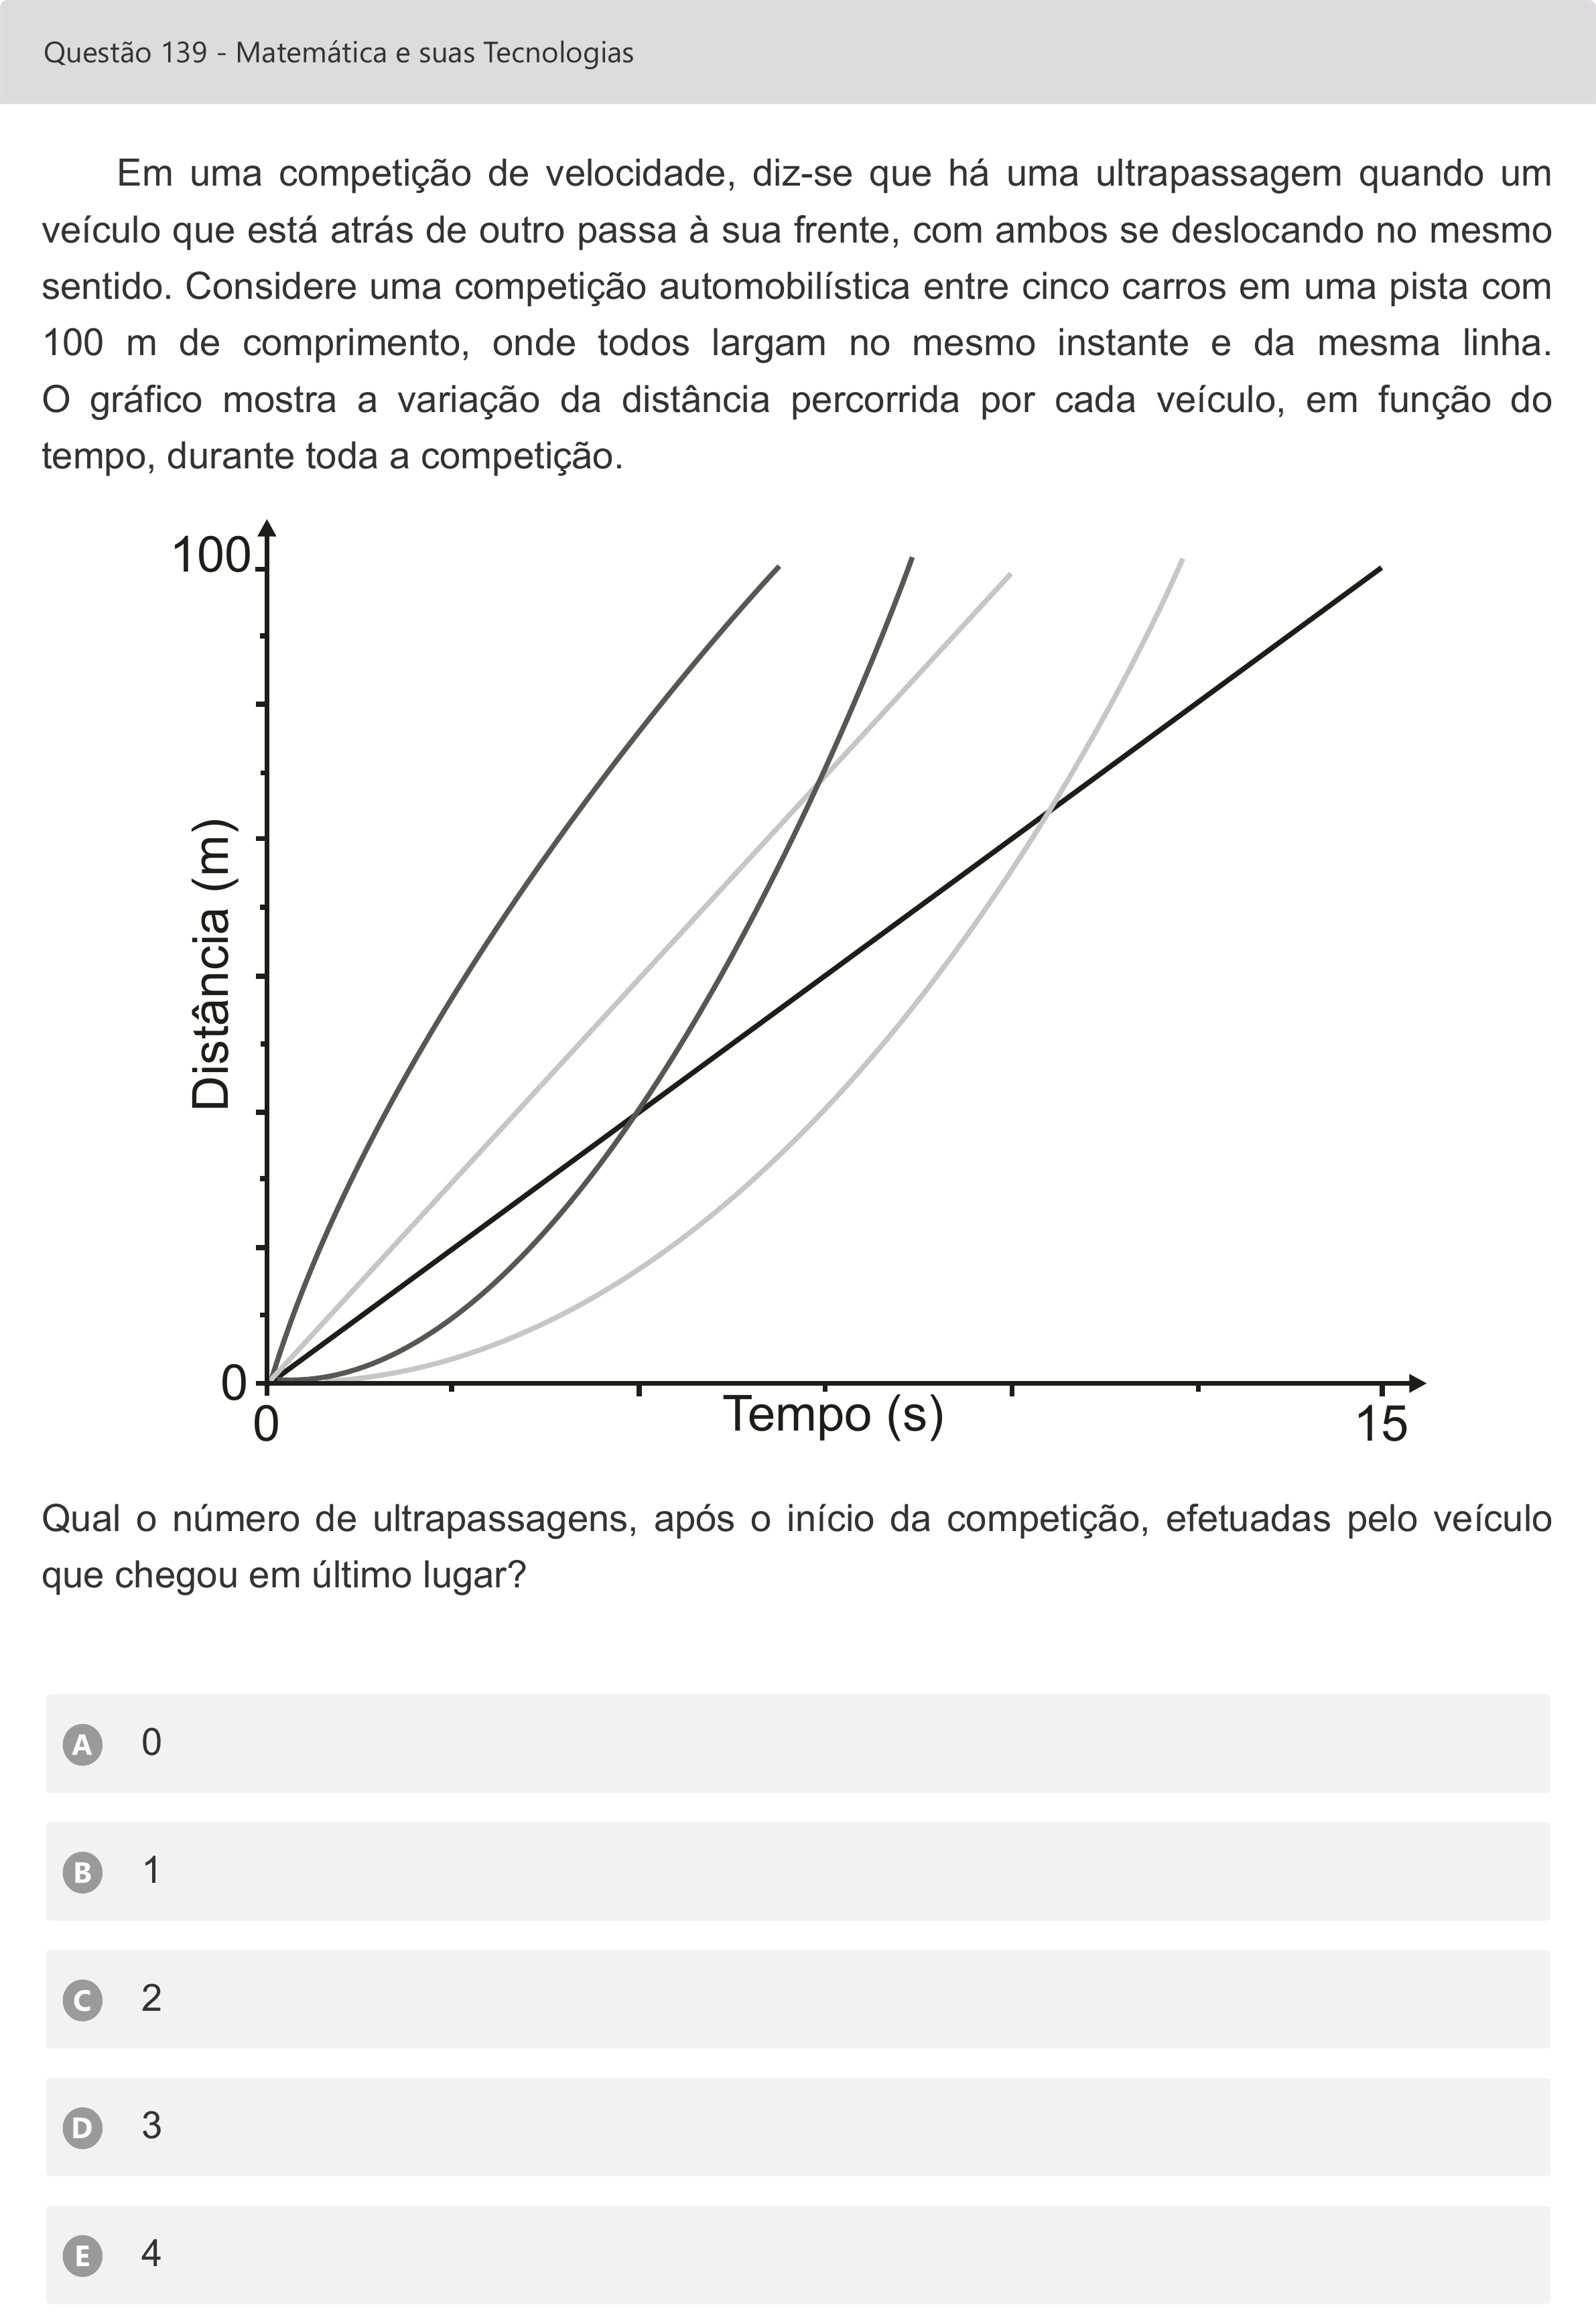 Questão 139 - Matemática e suas Tecnologias
Em uma competição de velocidade, diz-se que há uma ultrapassagem quando um
veículo que está atrás de outro passa à sua frente, com ambos se deslocando no mesmo
sentido. Considere uma competição automobilística entre cinco carros em uma pista com
100 m de comprimento, onde todos largam no mesmo instante e da mesma linha.
O gráfico mostra a variação da distância percorrida por cada veículo, em função do
tempo, durante toda a competição.
100
Distância (m)
0
0
Tempo (s)
15
Qual o número de ultrapassagens, após o início da competição, efetuadas pelo veículo
que chegou em último lugar?
A 0
B 1
C 2
D 3
E 4